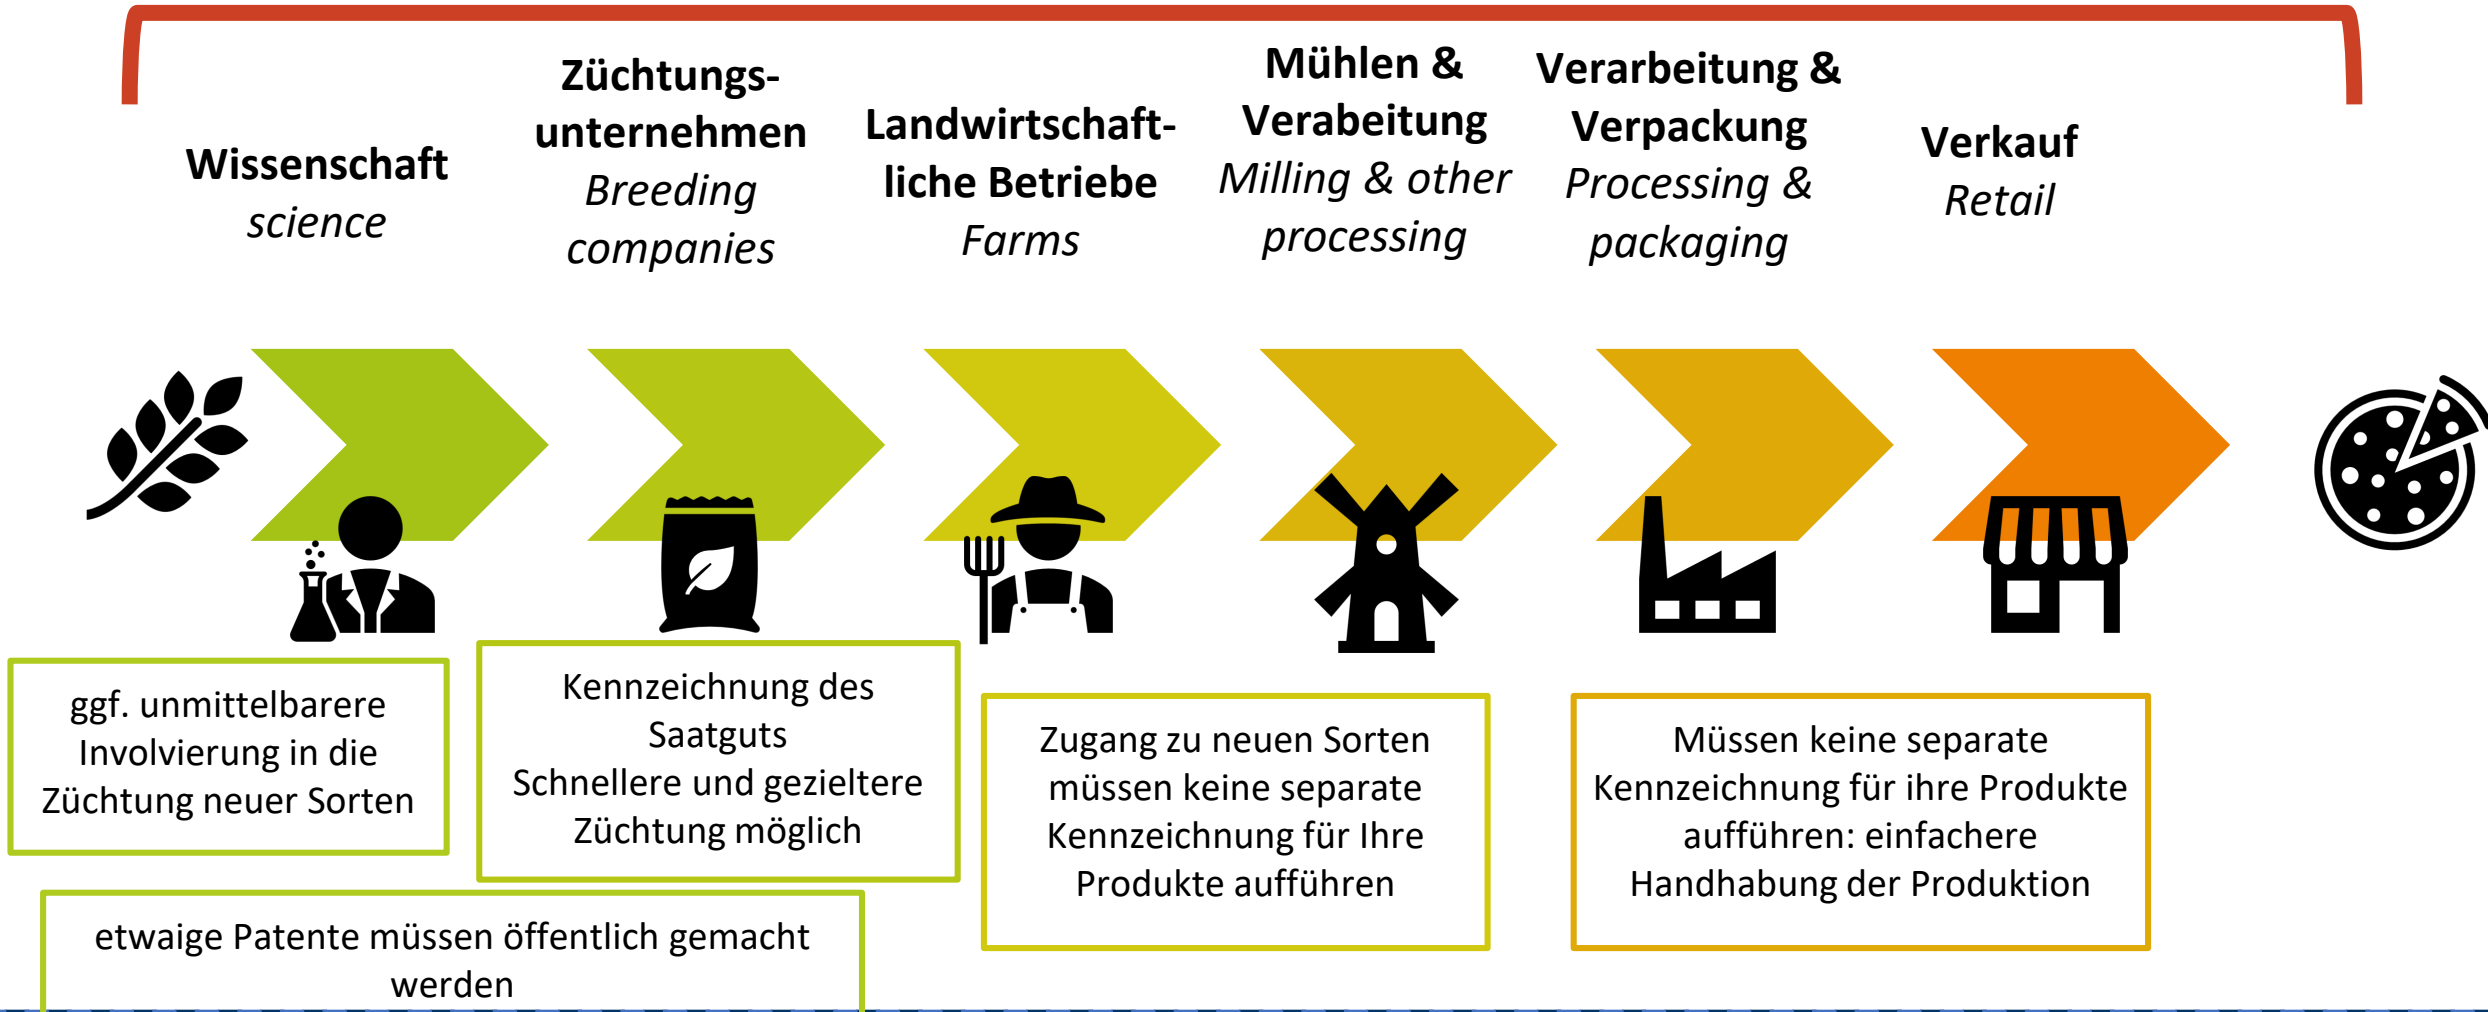 Wissenschaft
science
Züchtungs-
unternehmen
Breeding
companies
Landwirtschaft-
liche Betriebe
Farms
Mühlen &
Verabeitung
Milling & other
processing
Verarbeitung &
Verpackung
Processing &
packaging
Verkauf
Retail
ggf. unmittelbarere
Involvierung in die
Züchtung neuer Sorten
Kennzeichnung des
Saatguts
Schnellere und gezieltere
Züchtung möglich
Zugang zu neuen Sorten
müssen keine separate
Kennzeichnung für Ihre
Produkte aufführen
Müssen keine separate
Kennzeichnung für ihre Produkte
aufführen: einfachere
Handhabung der Produktion
etwaige Patente müssen öffentlich gemacht
werden